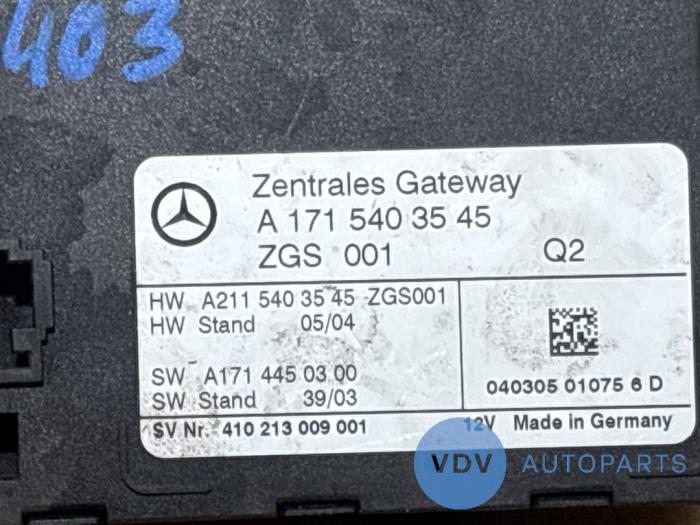 403
Zentrales Gateway
A 171 540 35 45
ZGS 001 Q2
HW A211 540 35 45 ZGS001
HW Stand 05/04
SW A171 445 03 00
SW Stand 39/03
040305 01075 6 D
SV Nr. 410 213 009 001 12V Made in Germany
VDV AUTOPARTS